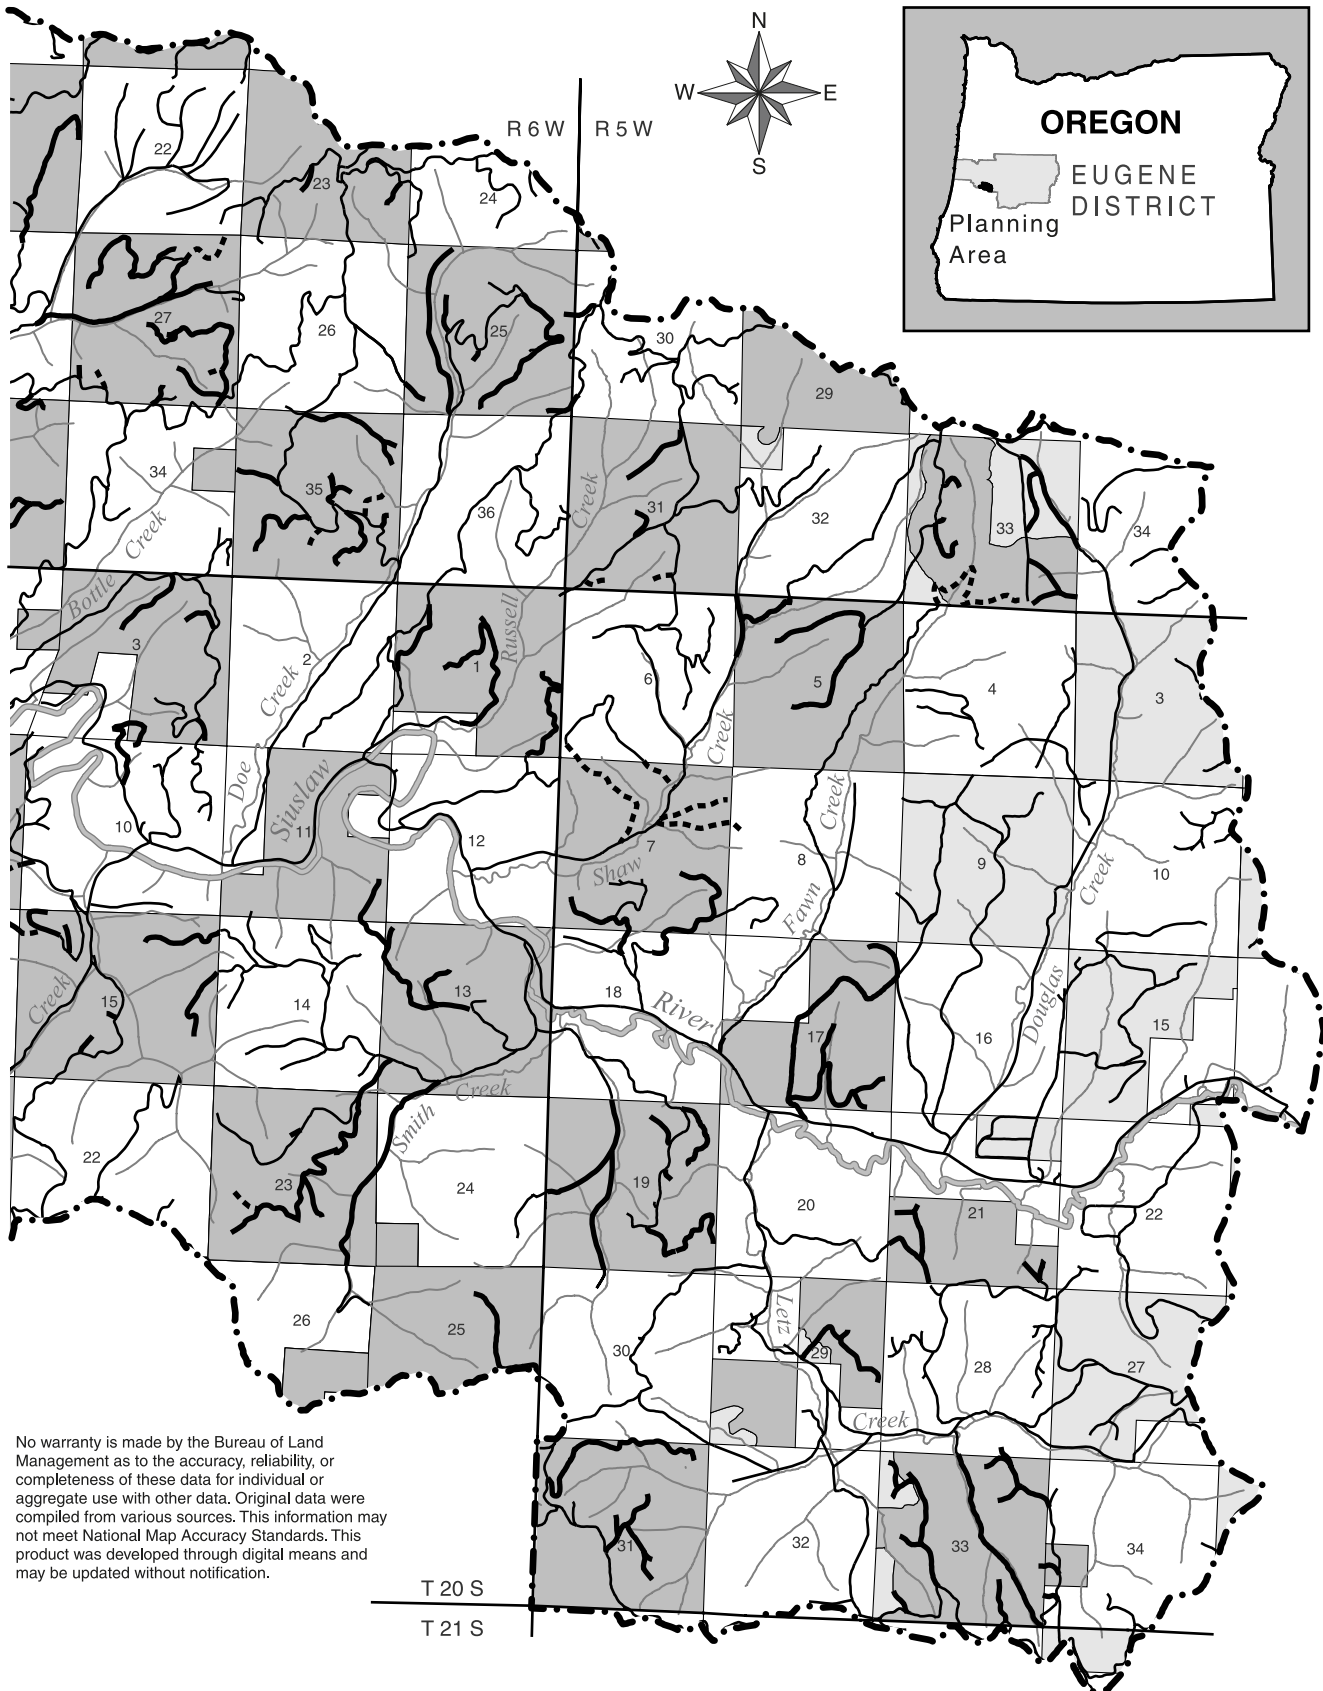 N
W
E
S
R 6 W
R 5 W
OREGON
EUGENE
DISTRICT
Planning
Area
22
23
24
27
26
25
30
29
34
35
36
31
32
33
34
Creek
Creek
Bottle
Russell
3
2
1
6
5
4
3
Creek
Creek
Doe
Siuslaw
Creek
10
11
12
7
8
9
10
Shaw
Fawn
Creek
Creek
15
14
13
18
River
17
16
Douglas
15
Creek
Smith
22
23
24
19
20
21
22
26
25
30
Letz
29
28
27
Creek
31
32
33
34
No warranty is made by the Bureau of Land
Management as to the accuracy, reliability, or
completeness of these data for individual or
aggregate use with other data. Original data were
compiled from various sources. This information may
not meet National Map Accuracy Standards. This
product was developed through digital means and
may be updated without notification.
T 20 S
T 21 S